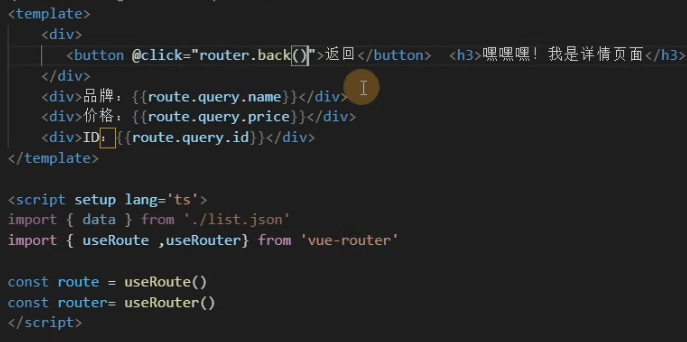 <template>
<div>
<button @click="router.back()">返回</button> <h3>嘿嘿嘿！我是详情页面</h3>
</div>
<div>品牌：{{route.query.name}}</div>
<div>价格：{{route.query.price}}</div>
<div>ID：{{route.query.id}}</div>
</template>
<script setup lang='ts'>
import { data } from './list.json'
import { useRoute ,useRouter} from 'vue-router'
const route = useRoute()
const router= useRouter()
</script>